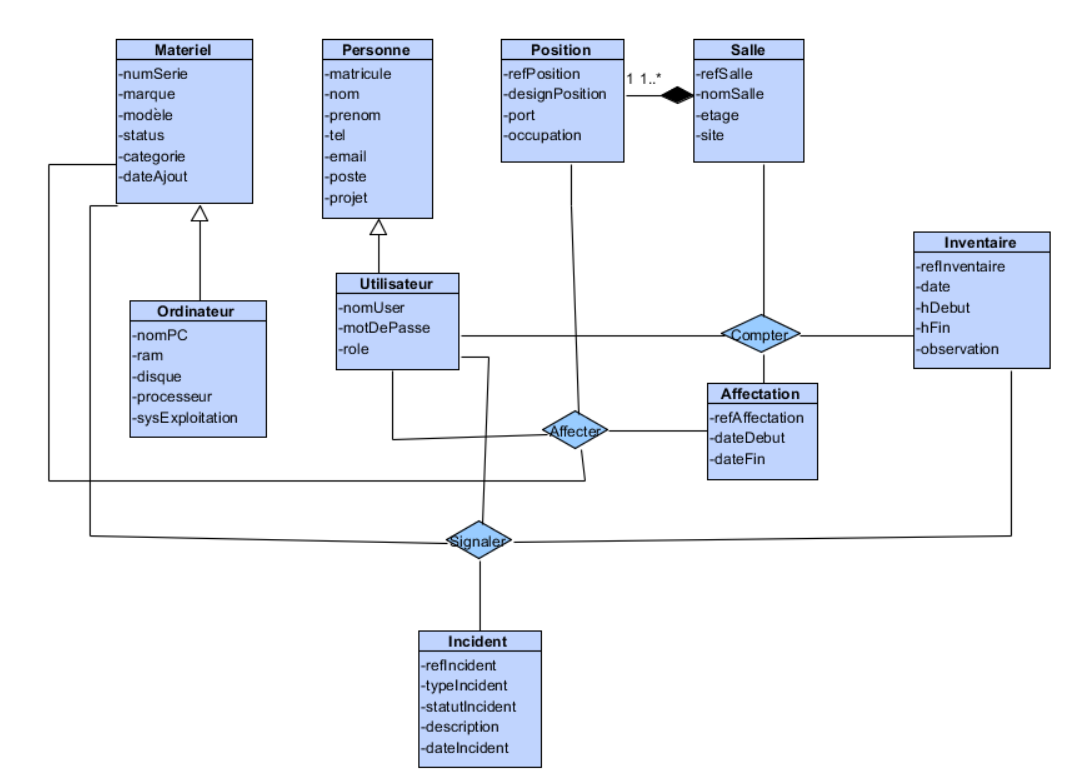 Materiel
-numSerie
-marque
-modèle
-status
-categorie
-dateAjout
Personne
-matricule
-nom
-prenom
-tel
-email
-poste
-projet
Position
-refPosition
-designPosition
-port
-occupation
1 1..*
Salle
-refSalle
-nomSalle
-etage
-site
Inventaire
-refInventaire
-date
-hDebut
-hFin
-observation
Utilisateur
-nomUser
-motDePasse
-role
Ordinateur
-nomPC
-ram
-disque
-processeur
-sysExploitation
Compter
Affectation
-refAffectation
-dateDebut
-dateFin
Affecter
Signaler
Incident
-refIncident
-typeIncident
-statutIncident
-description
-dateIncident